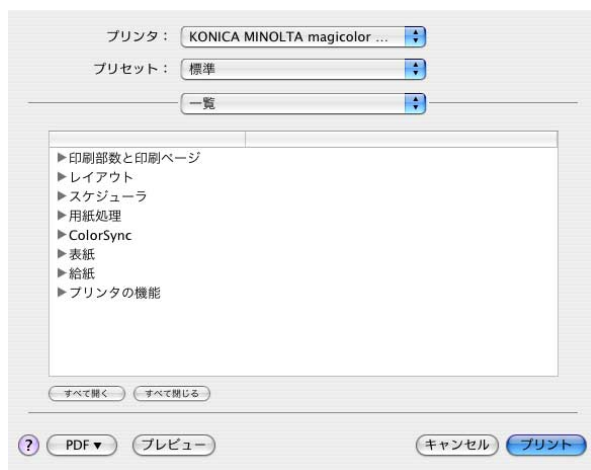 プリンタ： KONICA MINOLTA magicolor ...
プリセット： 標準
一覧
▶印刷部数と印刷ページ
▶レイアウト
▶スケジューラ
▶用紙処理
▶ColorSync
▶表紙
▶給紙
▶プリンタの機能
すべて開く すべて閉じる
? PDF▼ プレビュー キャンセル プリント